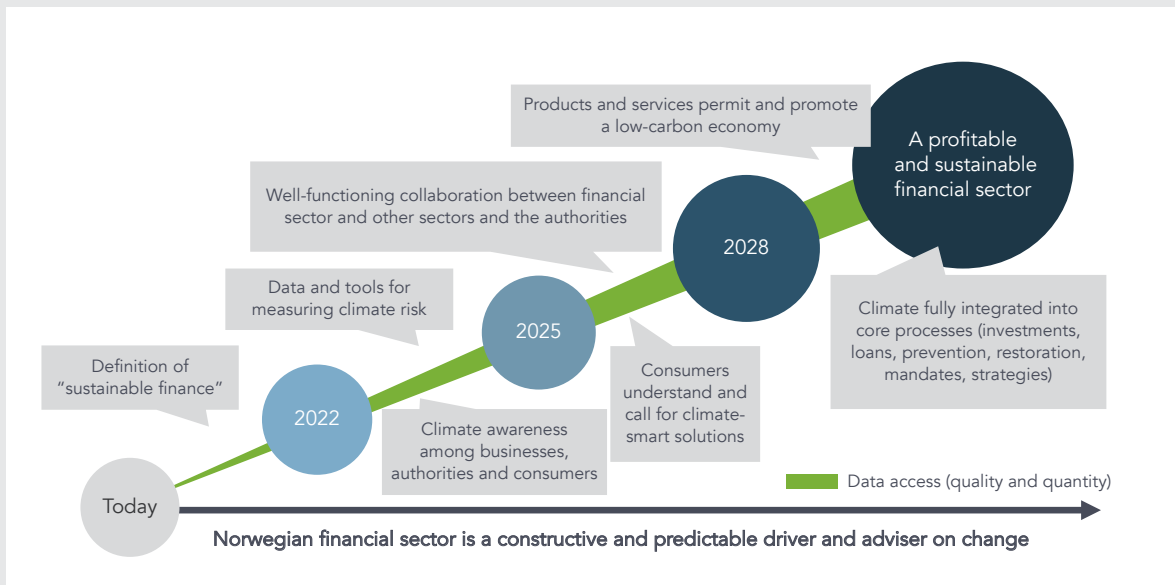 Products and services permit and promote
a low-carbon economy
A profitable
and sustainable
financial sector
Well-functioning collaboration between financial
sector and other sectors and the authorities
2028
Data and tools for
measuring climate risk
Climate fully integrated into
core processes (investments,
loans, prevention, restoration,
mandates, strategies)
2025
Definition of
“sustainable finance”
Consumers
understand and
call for climate-
smart solutions
2022
Climate awareness
among businesses,
authorities and consumers
Data access (quality and quantity)
Today
Norwegian financial sector is a constructive and predictable driver and adviser on change